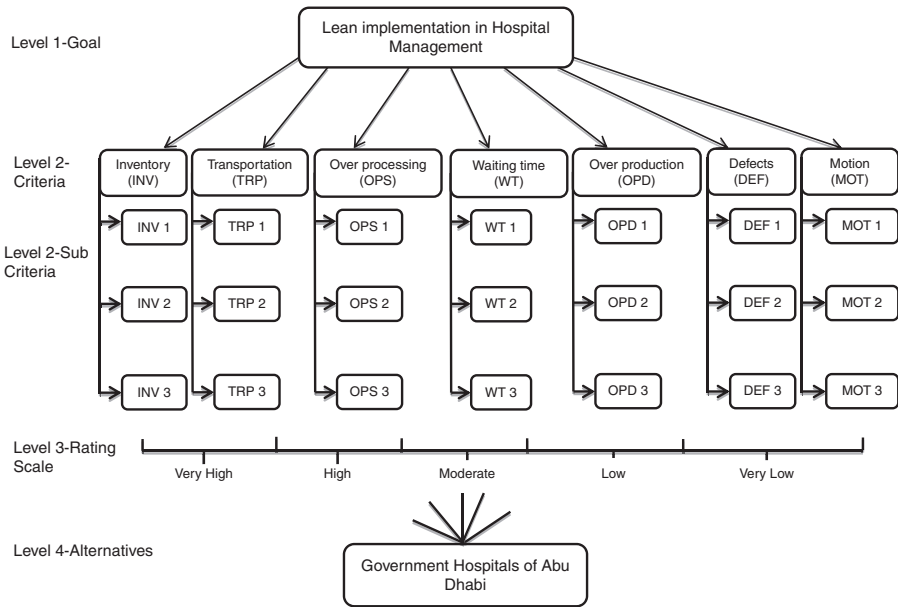 Level 1-Goal
Lean implementation in Hospital
Management
Level 2-
Criteria
Inventory
(INV)
Transportation
(TRP)
Over processing
(OPS)
Waiting time
(WT)
Over production
(OPD)
Defects
(DEF)
Motion
(MOT)
Level 2-Sub
Criteria
INV 1
TRP 1
OPS 1
WT 1
OPD 1
DEF 1
MOT 1
INV 2
TRP 2
OPS 2
WT 2
OPD 2
DEF 2
MOT 2
INV 3
TRP 3
OPS 3
WT 3
OPD 3
DEF 3
MOT 3
Level 3-Rating
Scale
Very High
High
Moderate
Low
Very Low
Level 4-Alternatives
Government Hospitals of Abu
Dhabi